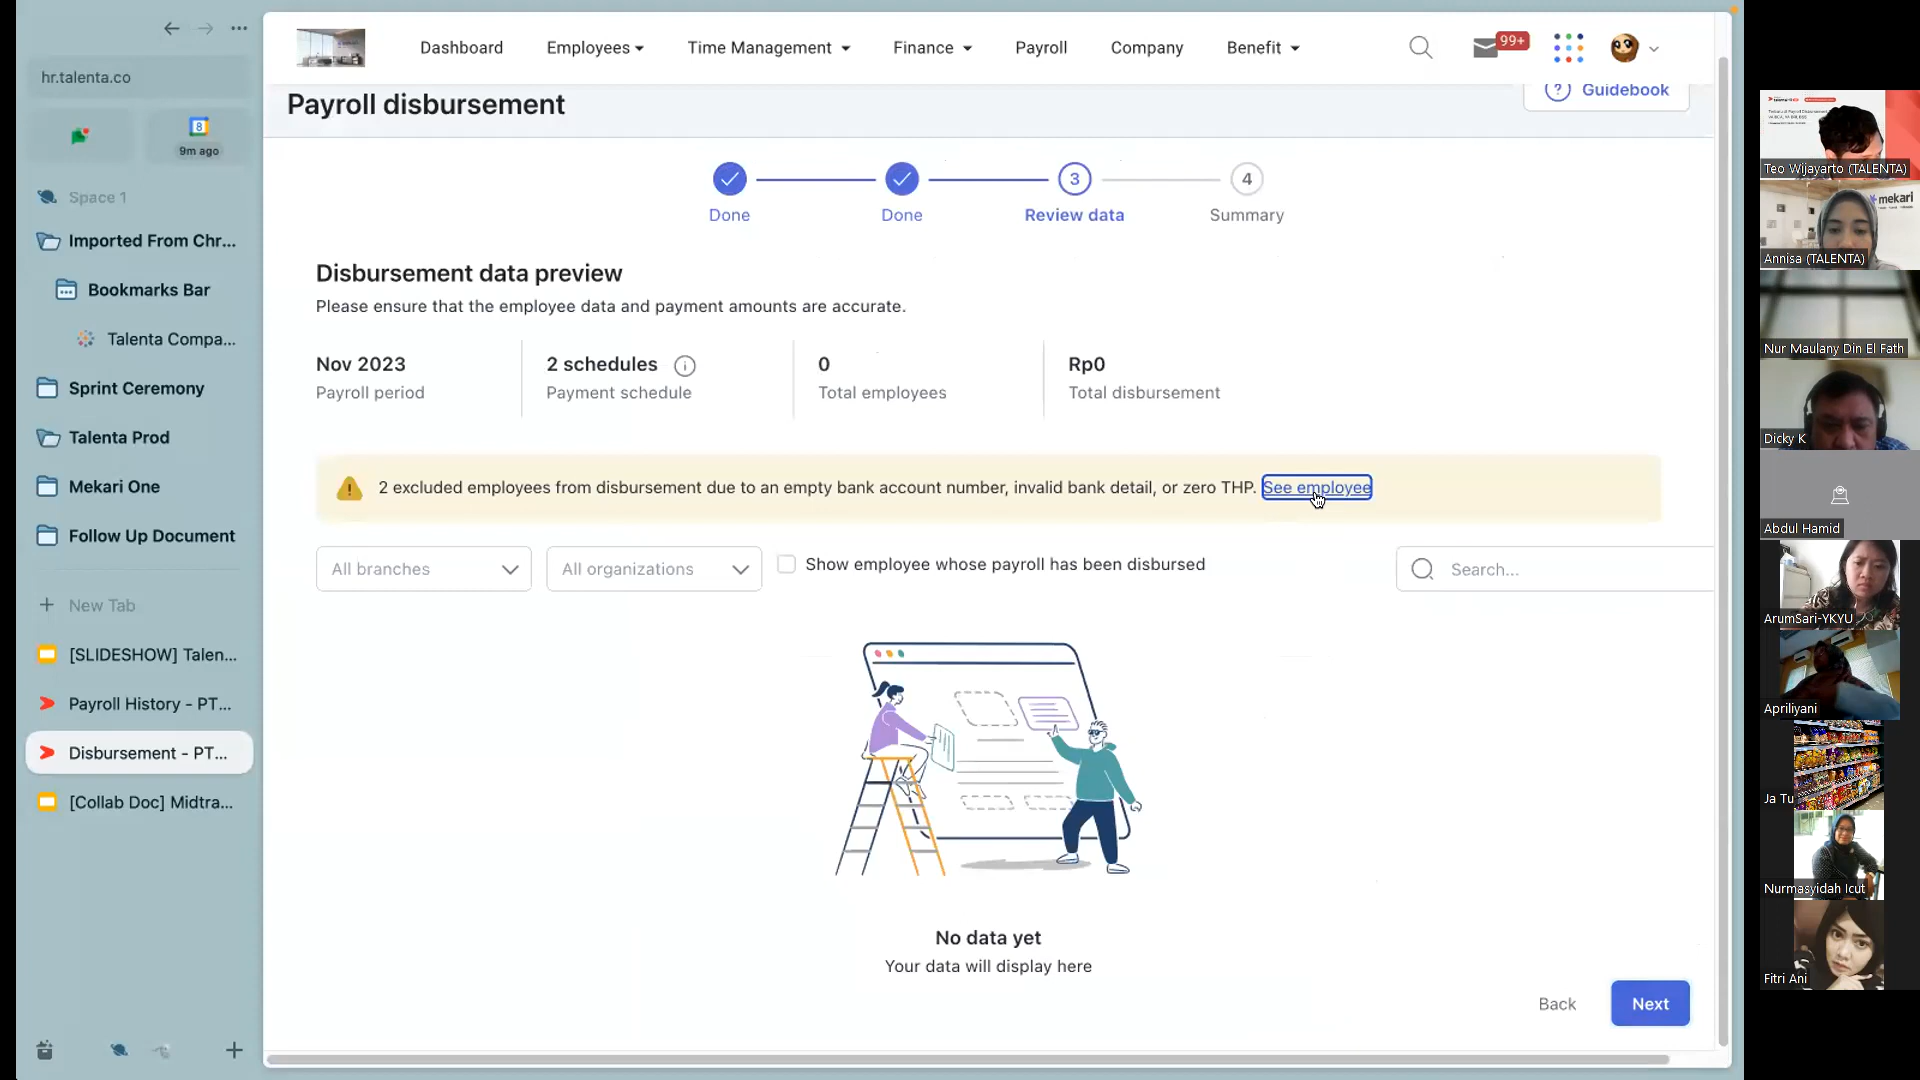 hr.talenta.co
8
9m ago
Space 1
Imported From Chr...
Bookmarks Bar
Talenta Compa...
Sprint Ceremony
Talenta Prod
Mekari One
Follow Up Document
New Tab
[SLIDESHOW] Talen...
Payroll History - PT...
Disbursement - PT...
[Collab Doc] Midtra...
Dashboard
Employees
Time Management
Finance
Payroll
Company
Benefit
99+
Payroll disbursement
Guidebook
Done
Done
3
Review data
4
Summary
Disbursement data preview
Please ensure that the employee data and payment amounts are accurate.
Nov 2023
Payroll period
2 schedules
Payment schedule
0
Total employees
Rp0
Total disbursement
2 excluded employees from disbursement due to an empty bank account number, invalid bank detail, or zero THP. See employee
All branches
All organizations
Show employee whose payroll has been disbursed
Search...
No data yet
Your data will display here
Back
Next
Teo Wijayarto (TALENTA)
mekari
Annisa (TALENTA)
Nur Maulany Din El Fath
Dicky K
Abdul Hamid
ArumSari-YKYU
Apriliyani
Ja Tu
Nurmasyidah Icut
Fitri Ani